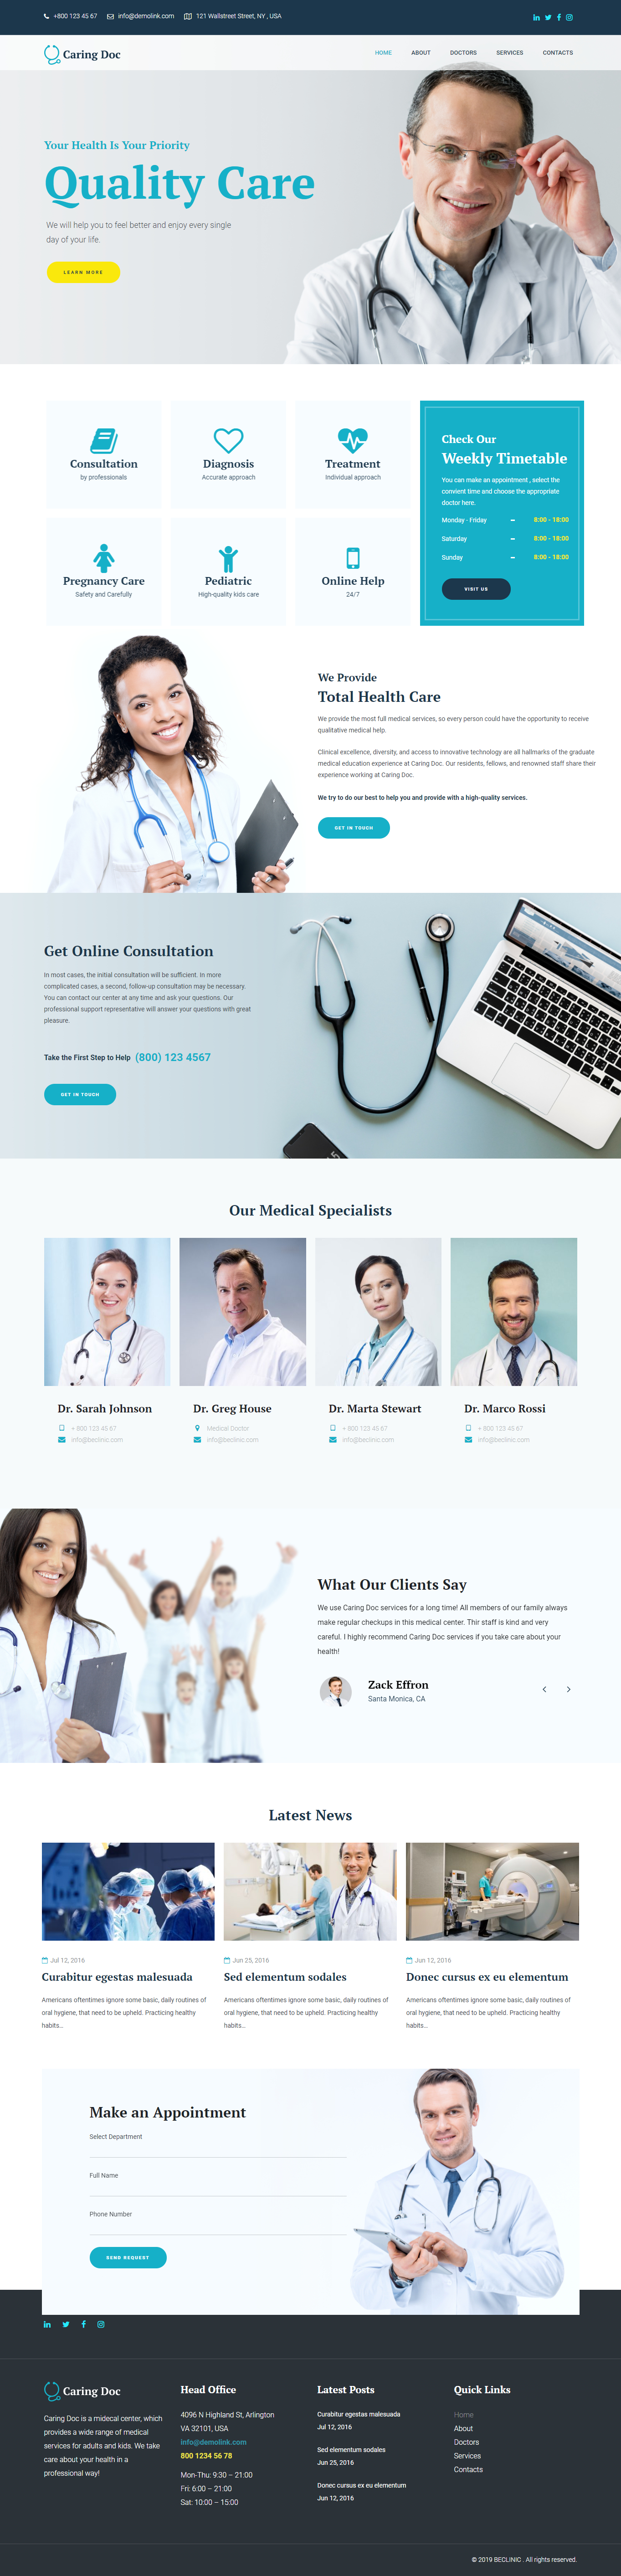 +800 123 45 67 info@demolink.com 121 Wallstreet Street, NY , USA
Caring Doc
HOME ABOUT DOCTORS SERVICES CONTACTS
Your Health Is Your Priority
Quality Care
We will help you to feel better and enjoy every single
day of your life.
LEARN MORE
Consultation
by professionals
Diagnosis
Accurate approach
Treatment
Individual approach
Pregnancy Care
Safety and Carefully
Pediatric
High-quality kids care
Online Help
24/7
Check Our
Weekly Timetable
You can make an appointment , select the
convient time and choose the appropriate
doctor here.
Monday - Friday – 8:00 - 18:00
Saturday – 8:00 - 18:00
Sunday – 8:00 - 18:00
VISIT US
We Provide
Total Health Care
We provide the most full medical services, so every person could have the opportunity to receive
qualitative medical help.
Clinical excellence, diversity, and access to innovative technology are all hallmarks of the graduate
medical education experience at Caring Doc. Our residents, fellows, and renowned staff share their
experience working at Caring Doc.
We try to do our best to help you and provide with a high-quality services.
GET IN TOUCH
Get Online Consultation
In most cases, the initial consultation will be sufficient. In more
complicated cases, a second, follow-up consultation may be necessary.
You can contact our center at any time and ask your questions. Our
professional support representative will answer your questions with great
pleasure.
Take the First Step to Help (800) 123 4567
GET IN TOUCH
Our Medical Specialists
Dr. Sarah Johnson
+ 800 123 45 67
info@beclinic.com
Dr. Greg House
Medical Doctor
info@beclinic.com
Dr. Marta Stewart
+ 800 123 45 67
info@beclinic.com
Dr. Marco Rossi
+ 800 123 45 67
info@beclinic.com
What Our Clients Say
We use Caring Doc services for a long time! All members of our family always
make regular checkups in this medical center. Thir staff is kind and very
careful. I highly recommend Caring Doc services if you take care about your
health!
Zack Effron
Santa Monica, CA
Latest News
Jul 12, 2016
Curabitur egestas malesuada
Americans oftentimes ignore some basic, daily routines of
oral hygiene, that need to be upheld. Practicing healthy
habits...
Jun 25, 2016
Sed elementum sodales
Americans oftentimes ignore some basic, daily routines of
oral hygiene, that need to be upheld. Practicing healthy
habits...
Jun 12, 2016
Donec cursus ex eu elementum
Americans oftentimes ignore some basic, daily routines of
oral hygiene, that need to be upheld. Practicing healthy
habits...
Make an Appointment
Select Department
Full Name
Phone Number
SEND REQUEST
Caring Doc
Caring Doc is a midecal center, which
provides a wide range of medical
services for adults and kids. We take
care about your health in a
professional way!
Head Office
4096 N Highland St, Arlington
VA 32101, USA
info@demolink.com
800 1234 56 78
Mon-Thu: 9:30 – 21:00
Fri: 6:00 – 21:00
Sat: 10:00 – 15:00
Latest Posts
Curabitur egestas malesuada
Jul 12, 2016
Sed elementum sodales
Jun 25, 2016
Donec cursus ex eu elementum
Jun 12, 2016
Quick Links
Home
About
Doctors
Services
Contacts
© 2019 BECLINIC . All rights reserved.